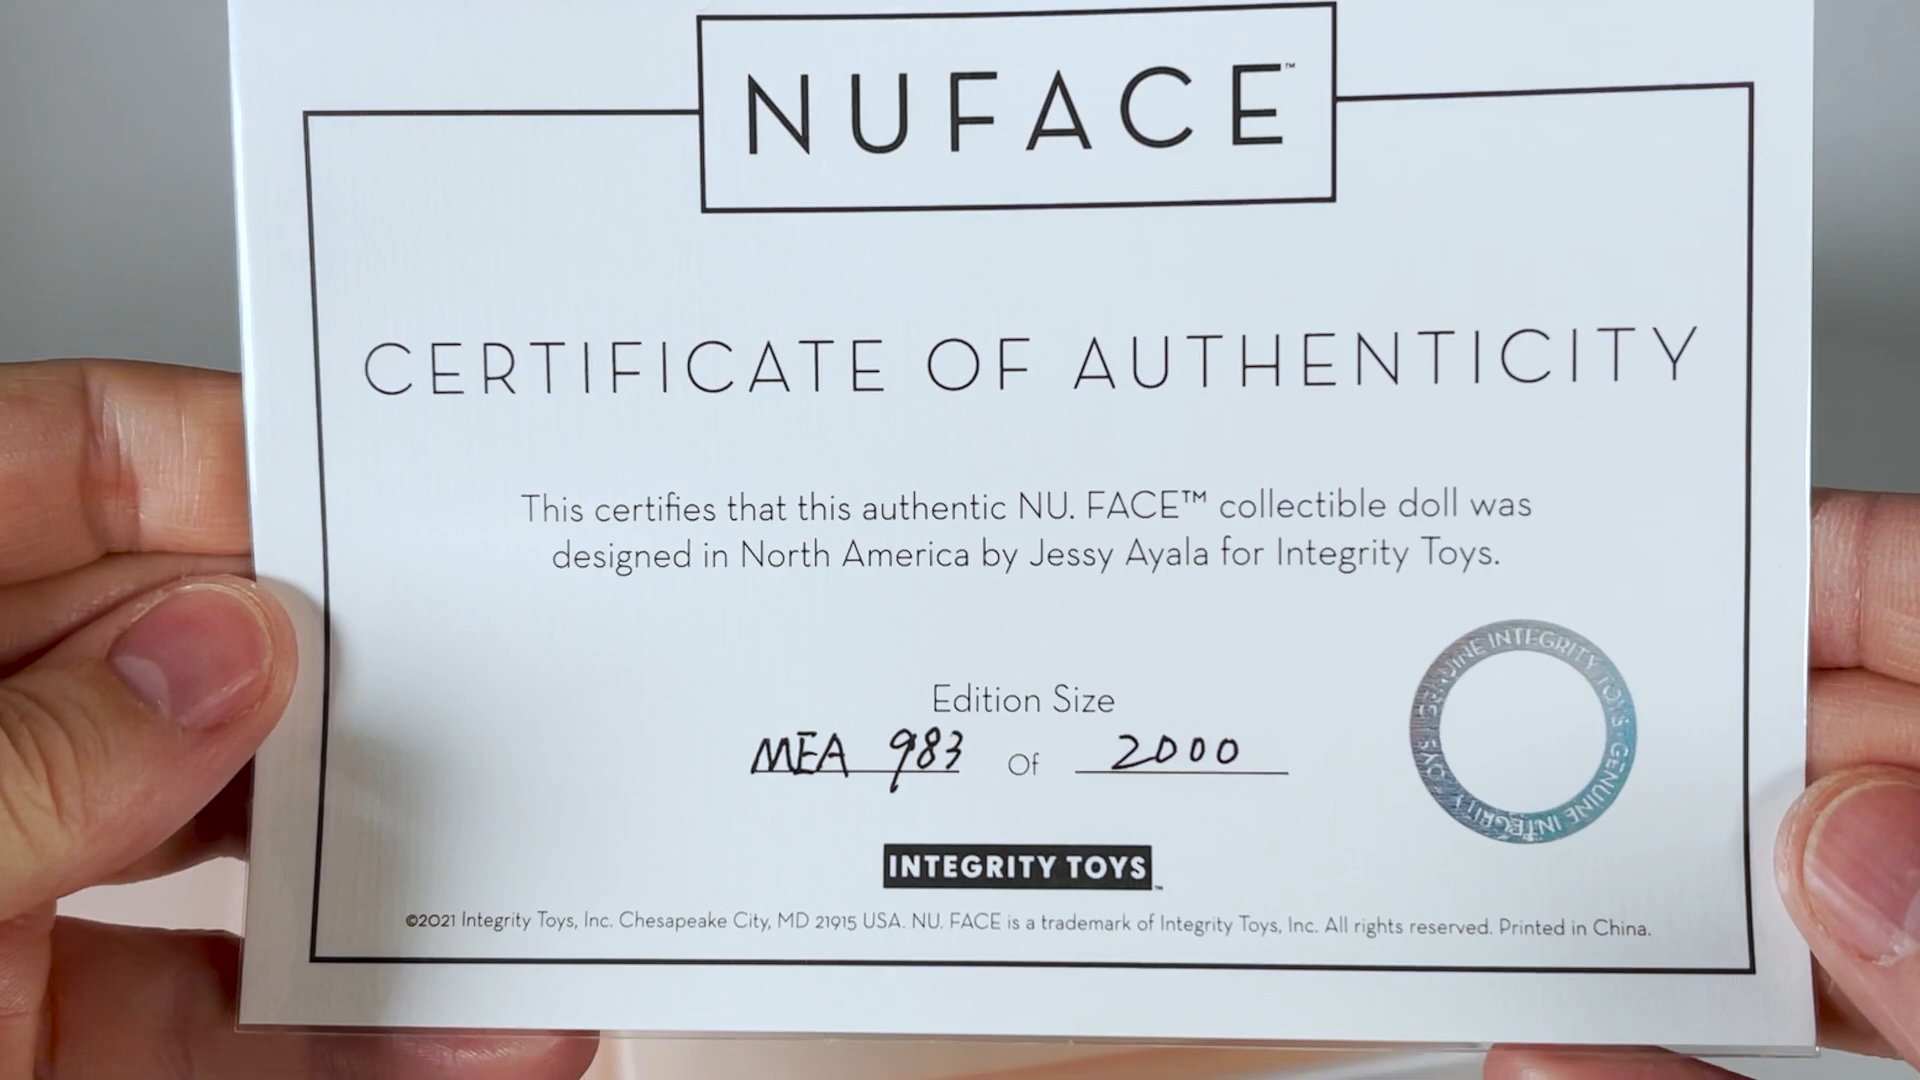 NUFACE™
CERTIFICATE OF AUTHENTICITY
This certifies that this authentic NU. FACE™ collectible doll was
designed in North America by Jessy Ayala for Integrity Toys.
Edition Size
MEA 983 Of 2000
GENUINE INTEGRITY TOYS · GENUINE INTEGRITY TOYS
INTEGRITY TOYS™
©2021 Integrity Toys, Inc. Chesapeake City, MD 21915 USA. NU. FACE is a trademark of Integrity Toys, Inc. All rights reserved. Printed in China.